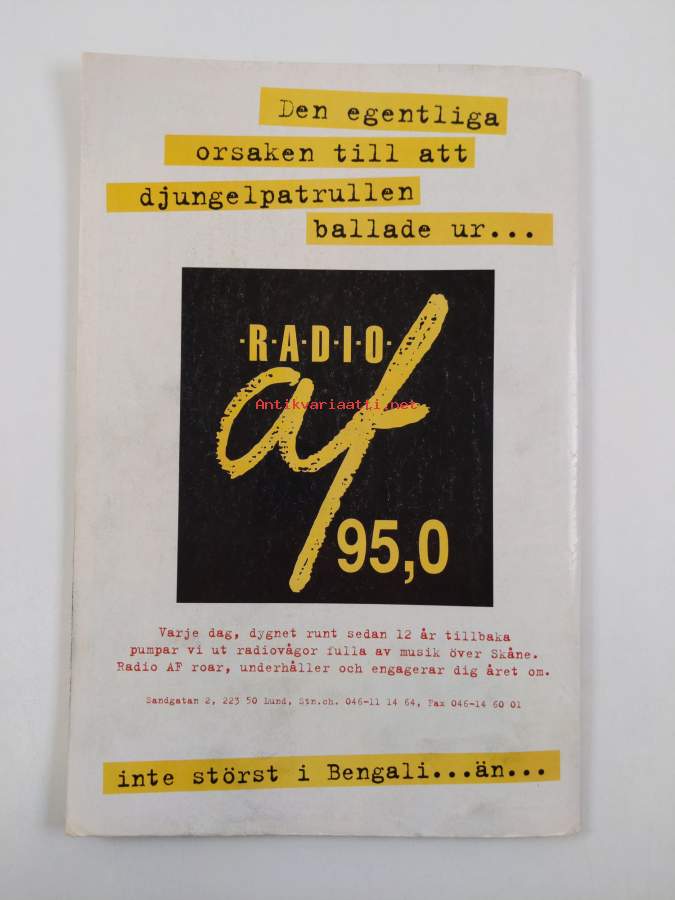 Den egentliga
orsaken till att
djungelpatrullen
ballade ur...
·R·A·D·I·O·
af
Antikvariaatti.net
95,0
Varje dag, dygnet runt sedan 12 år tillbaka
pumpar vi ut radiovågor fulla av musik över Skåne.
Radio AF roar, underhåller och engagerar dig året om.
Sandgatan 2, 223 50 Lund, Stn.ch. 046-11 14 64, Fax 046-14 60 01
inte störst i Bengali...än...